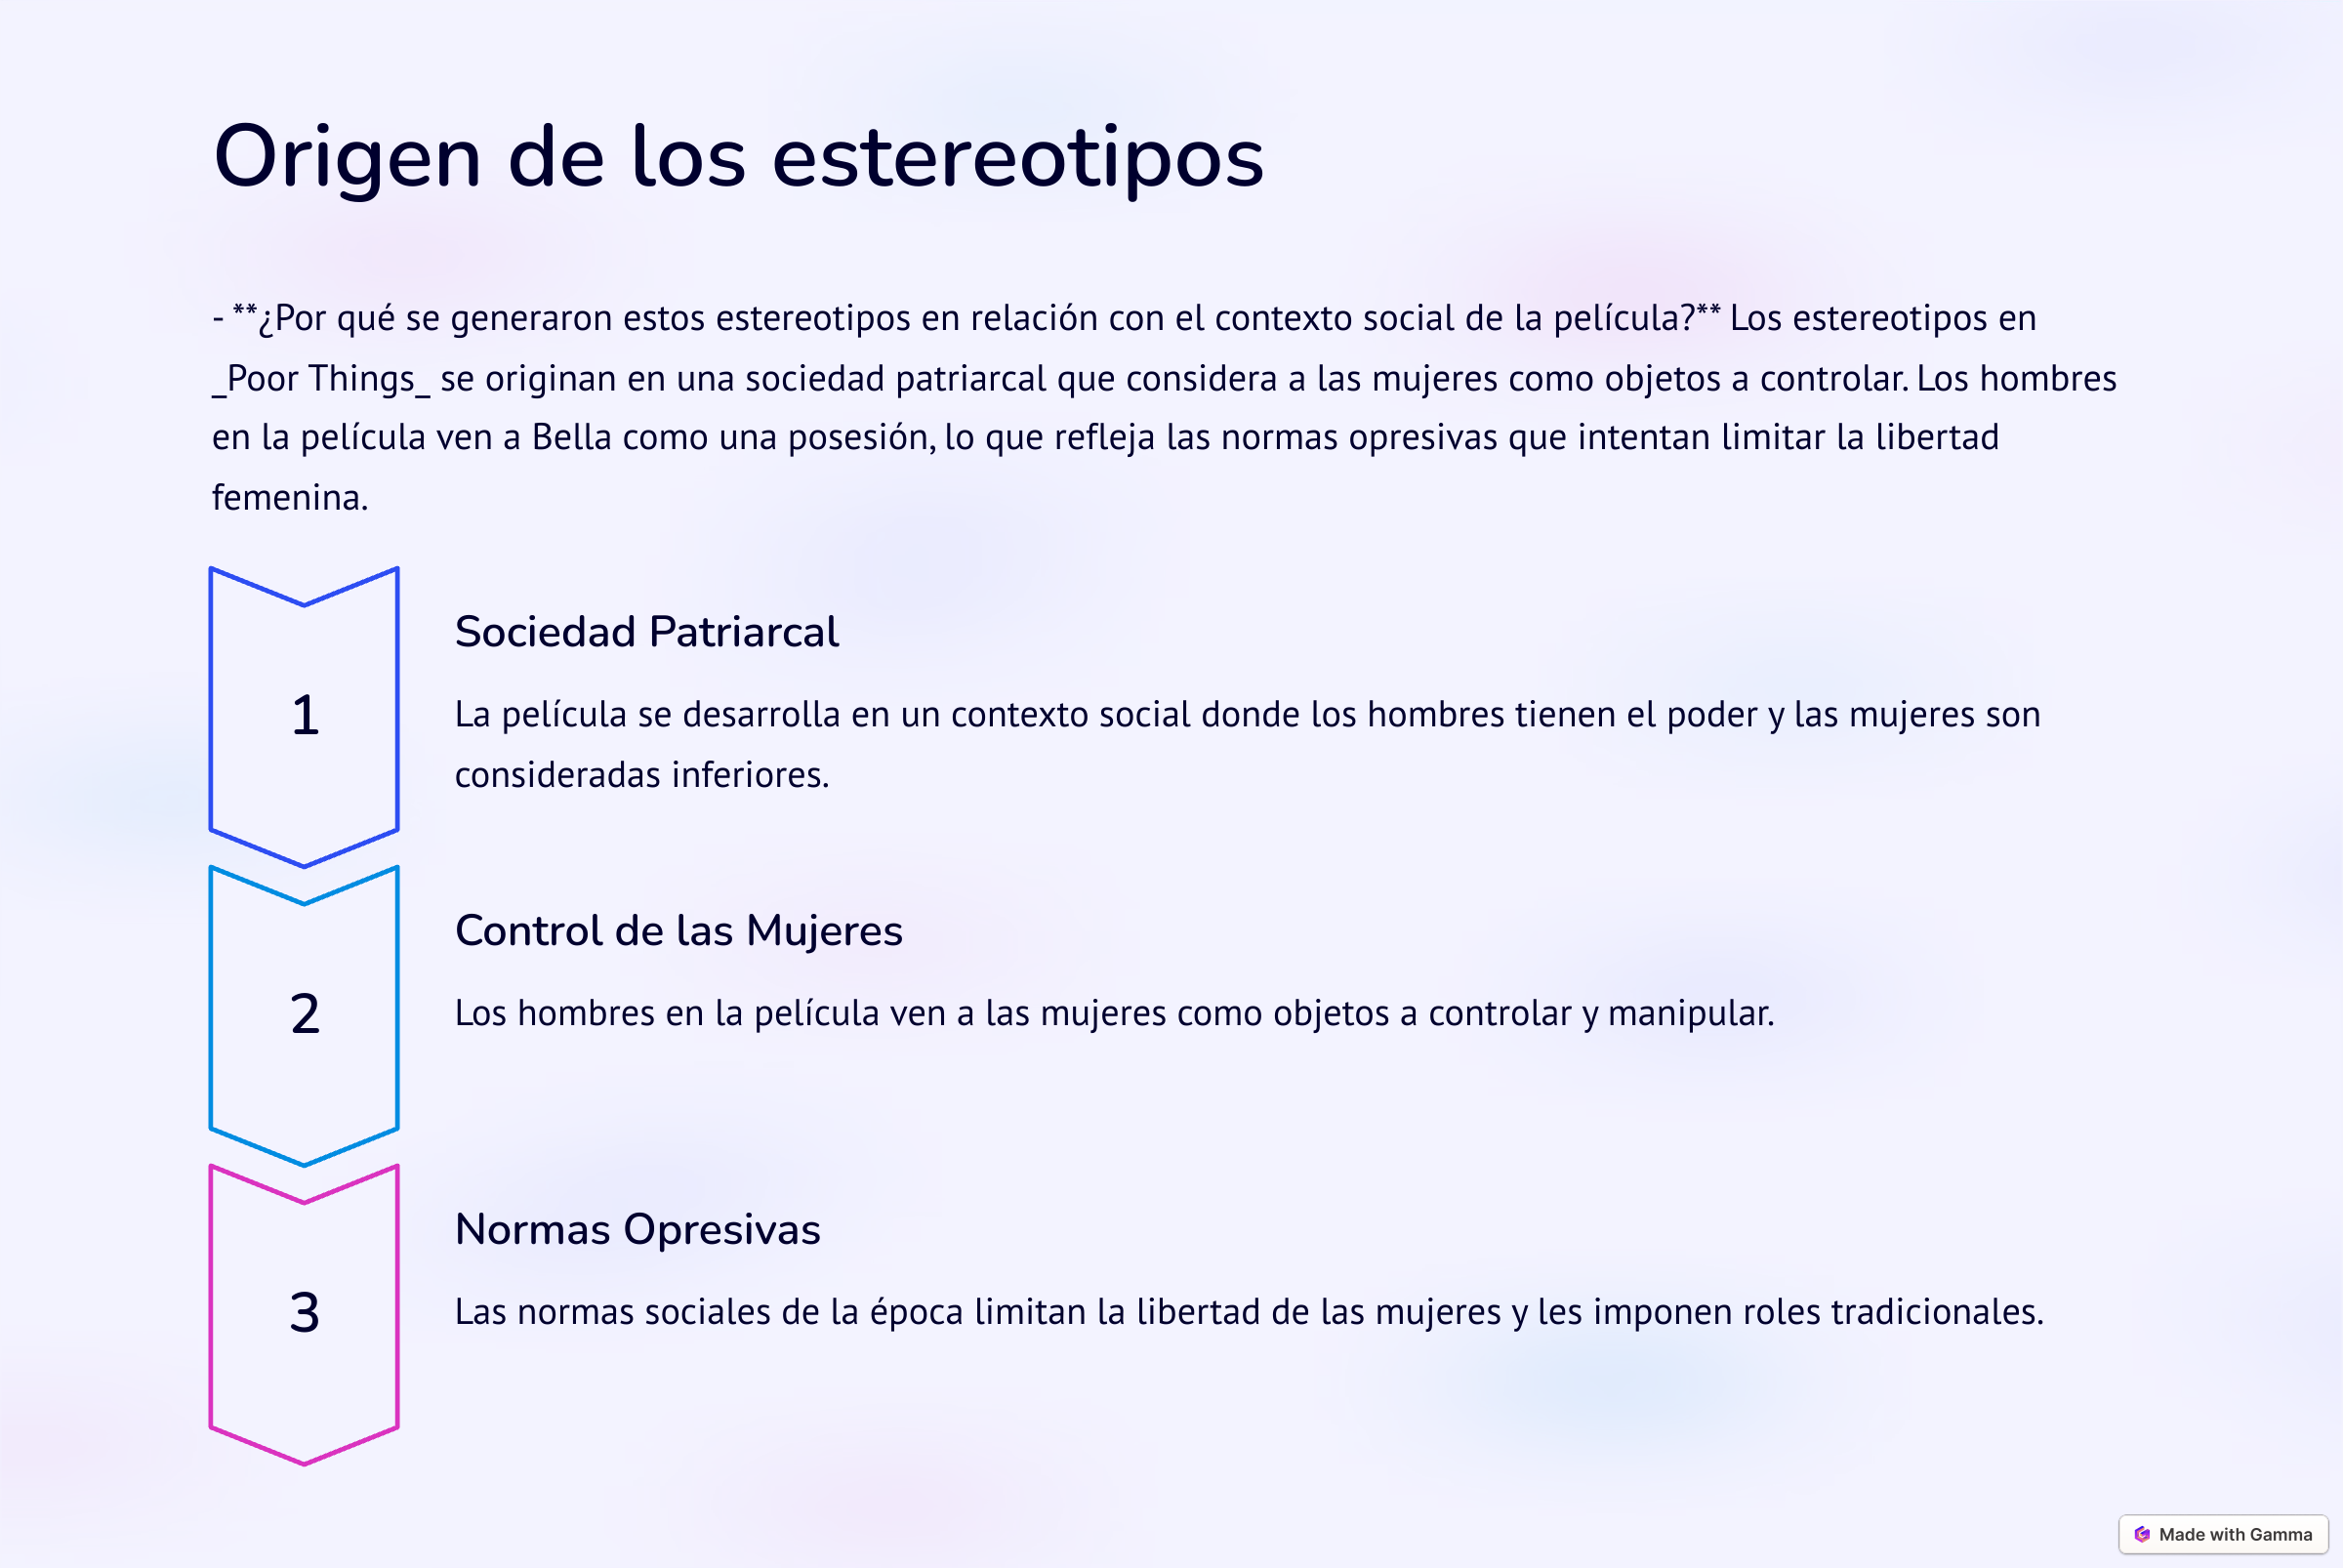 Origen de los estereotipos
- **¿Por qué se generaron estos estereotipos en relación con el contexto social de la película?** Los estereotipos en
_Poor Things_ se originan en una sociedad patriarcal que considera a las mujeres como objetos a controlar. Los hombres
en la película ven a Bella como una posesión, lo que refleja las normas opresivas que intentan limitar la libertad
femenina.
1
Sociedad Patriarcal
La película se desarrolla en un contexto social donde los hombres tienen el poder y las mujeres son
consideradas inferiores.
2
Control de las Mujeres
Los hombres en la película ven a las mujeres como objetos a controlar y manipular.
3
Normas Opresivas
Las normas sociales de la época limitan la libertad de las mujeres y les imponen roles tradicionales.
Made with Gamma